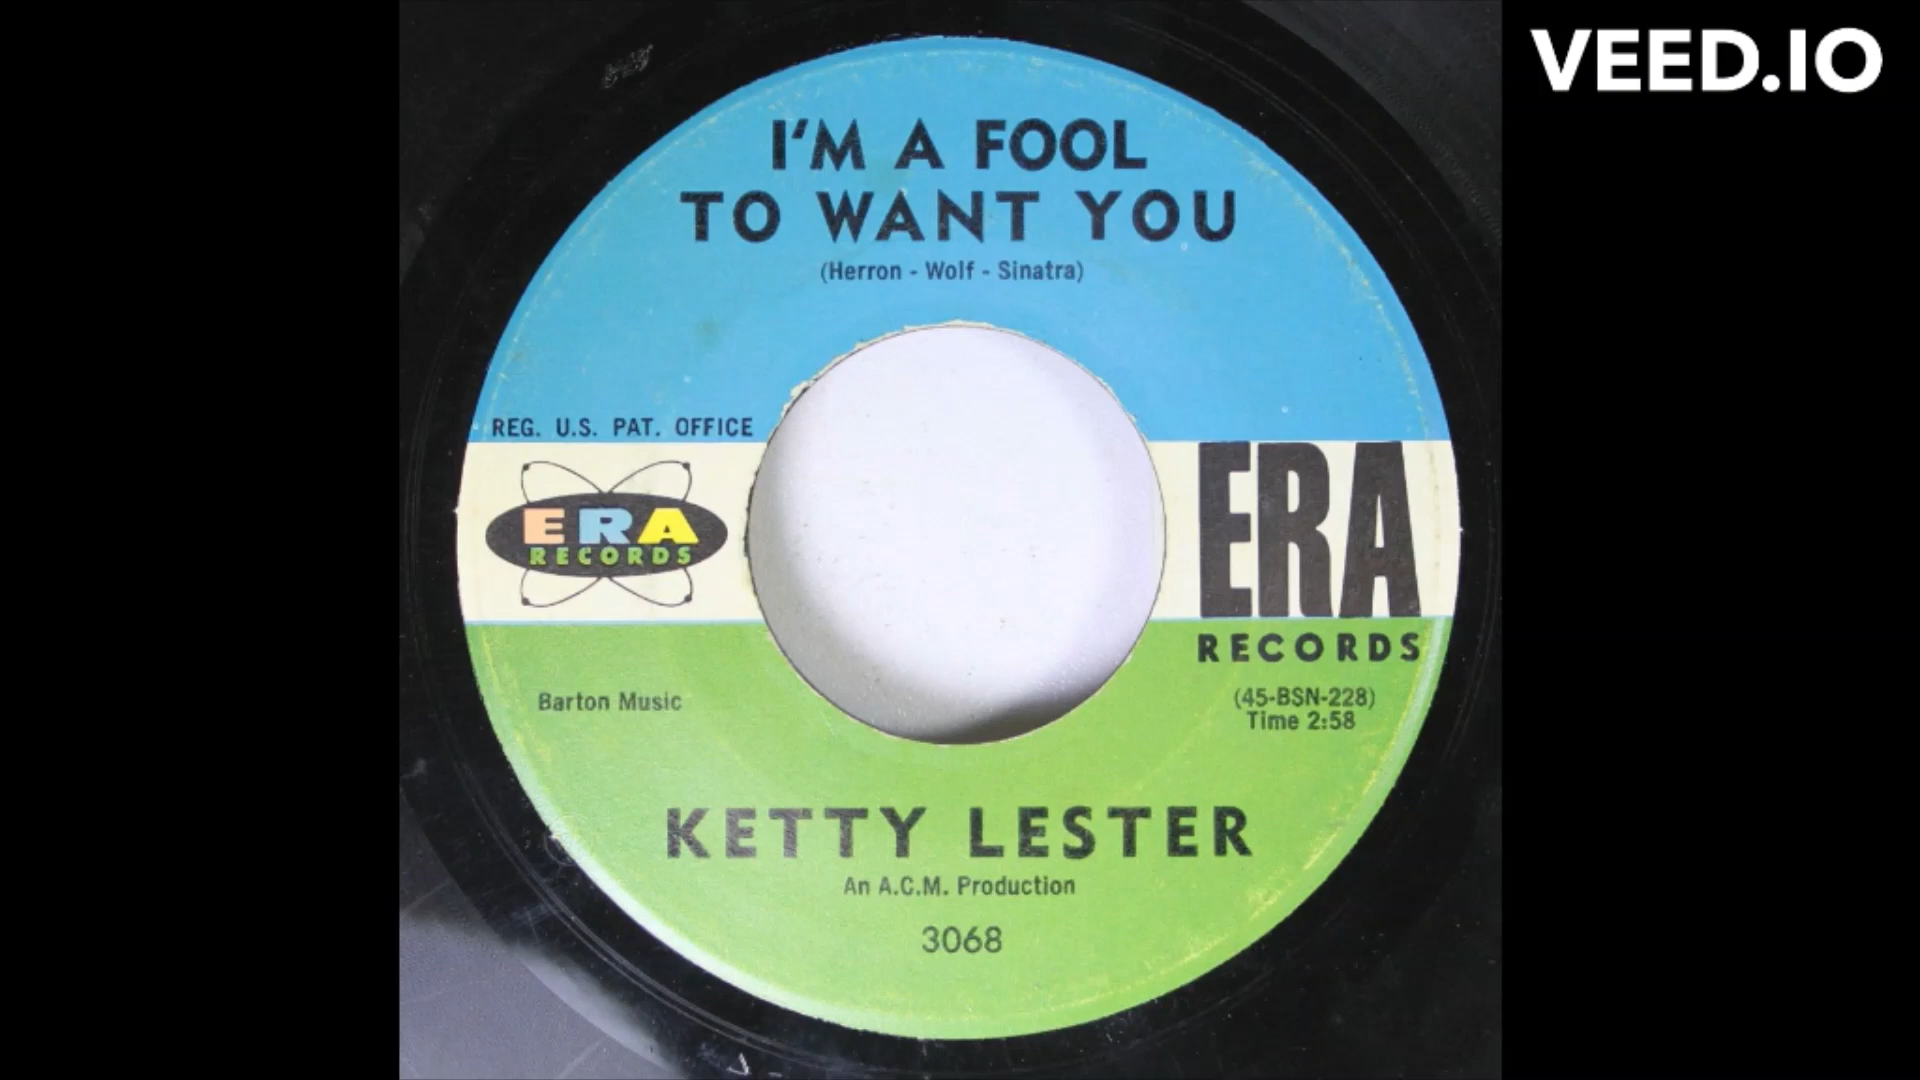 VEED.IO
I'M A FOOL
TO WANT YOU
(Herron - Wolf - Sinatra)
REG. U.S. PAT. OFFICE
ERA
RECORDS
ERA
RECORDS
Barton Music
(45-BSN-228)
Time 2:58
KETTY LESTER
An A.C.M. Production
3068